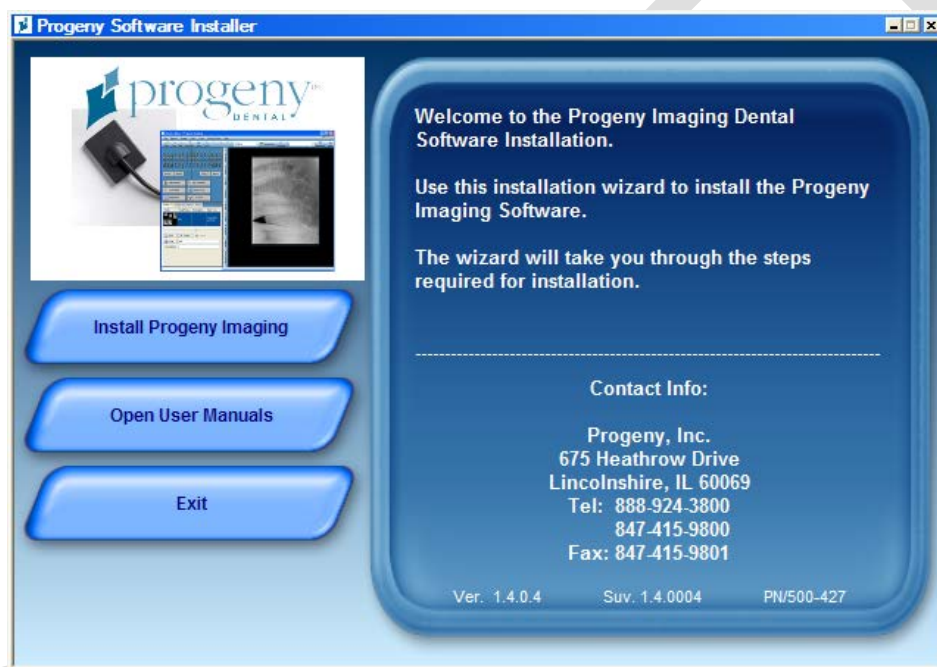 Progeny Software Installer
progeny
DENTAL
Welcome to the Progeny Imaging Dental
Software Installation.
Use this installation wizard to install the Progeny
Imaging Software.
The wizard will take you through the steps
required for installation.
--------------------------------------------------------------------------------
Install Progeny Imaging
Open User Manuals
Exit
Contact Info:
Progeny, Inc.
675 Heathrow Drive
Lincolnshire, IL 60069
Tel: 888-924-3800
847-415-9800
Fax: 847-415-9801
Ver. 1.4.0.4 Suv. 1.4.0004 PN/500-427